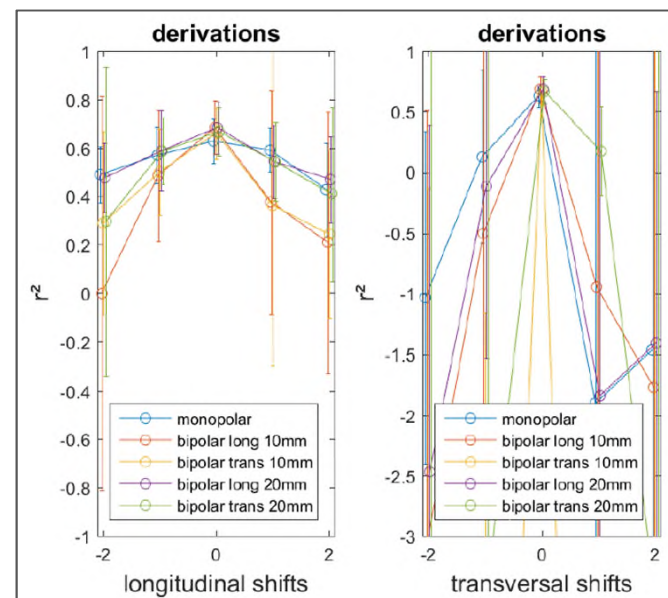 derivations
1
0.8
0.6
0.4
0.2
0
-0.2
-0.4
-0.6
-0.8
-1
r²
monopolar
bipolar long 10mm
bipolar trans 10mm
bipolar long 20mm
bipolar trans 20mm
-2 0 2
longitudinal shifts
derivations
1
0.5
0
-0.5
-1
-1.5
-2
-2.5
-3
r²
monopolar
bipolar long 10mm
bipolar trans 10mm
bipolar long 20mm
bipolar trans 20mm
-2 0 2
transversal shifts